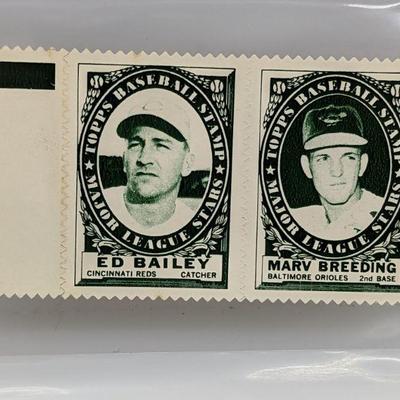 TOPPS BASEBALL STAMP
MAJOR LEAGUE STARS
ED BAILEY
CINCINNATI REDS CATCHER
TOPPS BASEBALL STAMP
MAJOR LEAGUE STARS
MARV BREEDING
BALTIMORE ORIOLES 2nd BASE